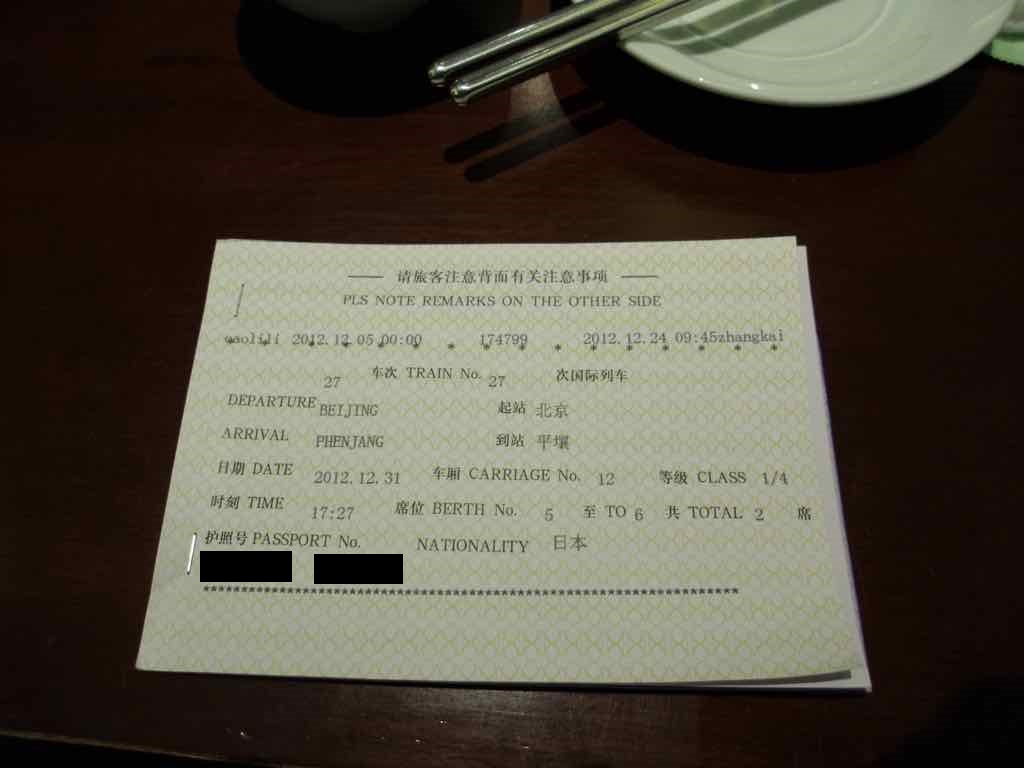 请旅客注意背面有关注意事项
PLS NOTE REMARKS ON THE OTHER SIDE
2012.12.05 00:00 174799 2012.12.24 09:45zhangkai
* * * * * * * * * * * * * * * *
27 车次 TRAIN No. 27 次国际列车
DEPARTURE BEIJING 起站 北京
ARRIVAL PHENJANG 到站 平壤
日期 DATE 2012.12.31 车厢 CARRIAGE No. 12 等级 CLASS 1/4
时刻 TIME 17:27 席位 BERTH No. 5 至 TO 6 共 TOTAL 2 席
护照号 PASSPORT No. NATIONALITY 日本